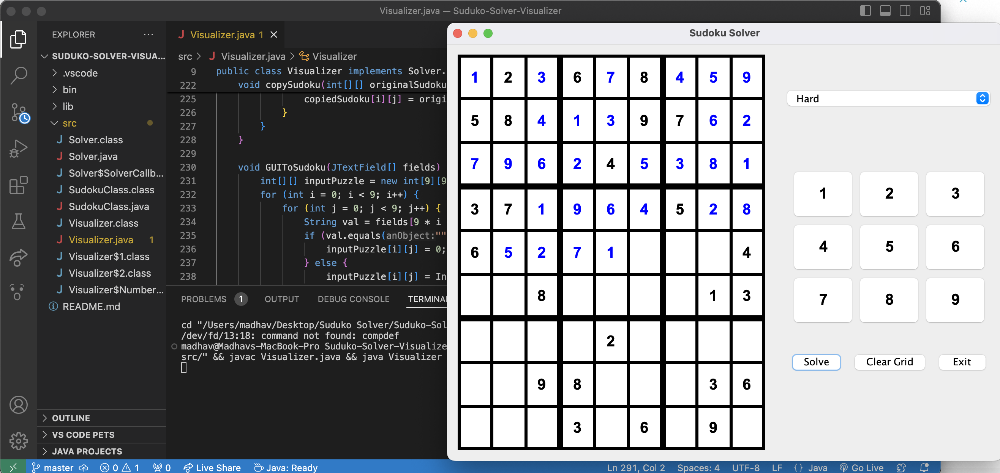 Visualizer.java — Suduko-Solver-Visualizer
EXPLORER ...
SUDUKO-SOLVER-VISUA...
.vscode
bin
lib
src
J Solver.class
J Solver.java
J Solver$SolverCallb...
J SudokuClass.class
J SudokuClass.java
J Visualizer.class
J Visualizer.java 1
J Visualizer$1.class
J Visualizer$2.class
J Visualizer$Number...
README.md
OUTLINE
VS CODE PETS
JAVA PROJECTS
J Visualizer.java 1
src > J Visualizer.java > Visualizer
9 public class Visualizer implements Solver.
222 void copySudoku(int[][] originalSudoku
225 copiedSudoku[i][j] = origi
226 }
227 }
228 }
229
230 void GUIToSudoku(JTextField[] fields)
231 int[][] inputPuzzle = new int[9][9
232 for (int i = 0; i < 9; i++) {
233 for (int j = 0; j < 9; j++) {
234 String val = fields[9 * i
235 if (val.equals(anObject:""
236 inputPuzzle[i][j] = 0;
237 } else {
238 inputPuzzle[i][j] = In
PROBLEMS 1 OUTPUT DEBUG CONSOLE TERMINA
cd "/Users/madhav/Desktop/Suduko Solver/Suduko-Sol
/dev/fd/13:18: command not found: compdef
madhav@Madhavs-MacBook-Pro Suduko-Solver-Visualize
src/" && javac Visualizer.java && java Visualizer
Sudoku Solver
1 2 3 6 7 8 4 5 9
5 8 4 1 3 9 7 6 2
7 9 6 2 4 5 3 8 1
3 7 1 9 6 4 5 2 8
6 5 2 7 1 4
8 1 3
2
9 8 3 6
3 6 9
Hard
1 2 3
4 5 6
7 8 9
Solve Clear Grid Exit
master 0 1 0 Live Share Java: Ready Ln 291, Col 2 Spaces: 4 UTF-8 LF {} Java Go Live